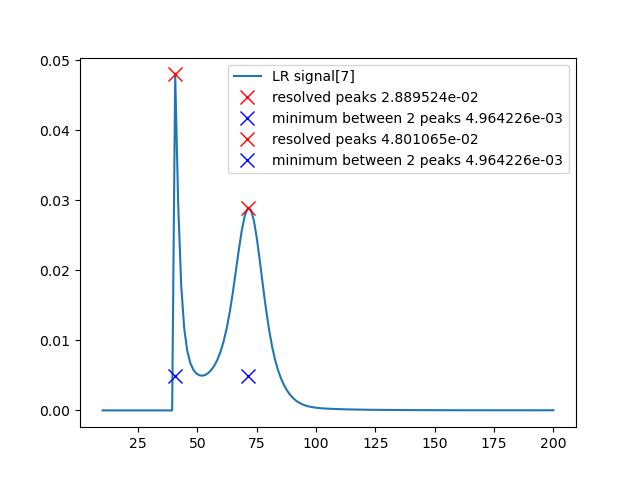 0.05
0.04
0.03
0.02
0.01
0.00
LR signal[7]
resolved peaks 2.889524e-02
minimum between 2 peaks 4.964226e-03
resolved peaks 4.801065e-02
minimum between 2 peaks 4.964226e-03
25 50 75 100 125 150 175 200